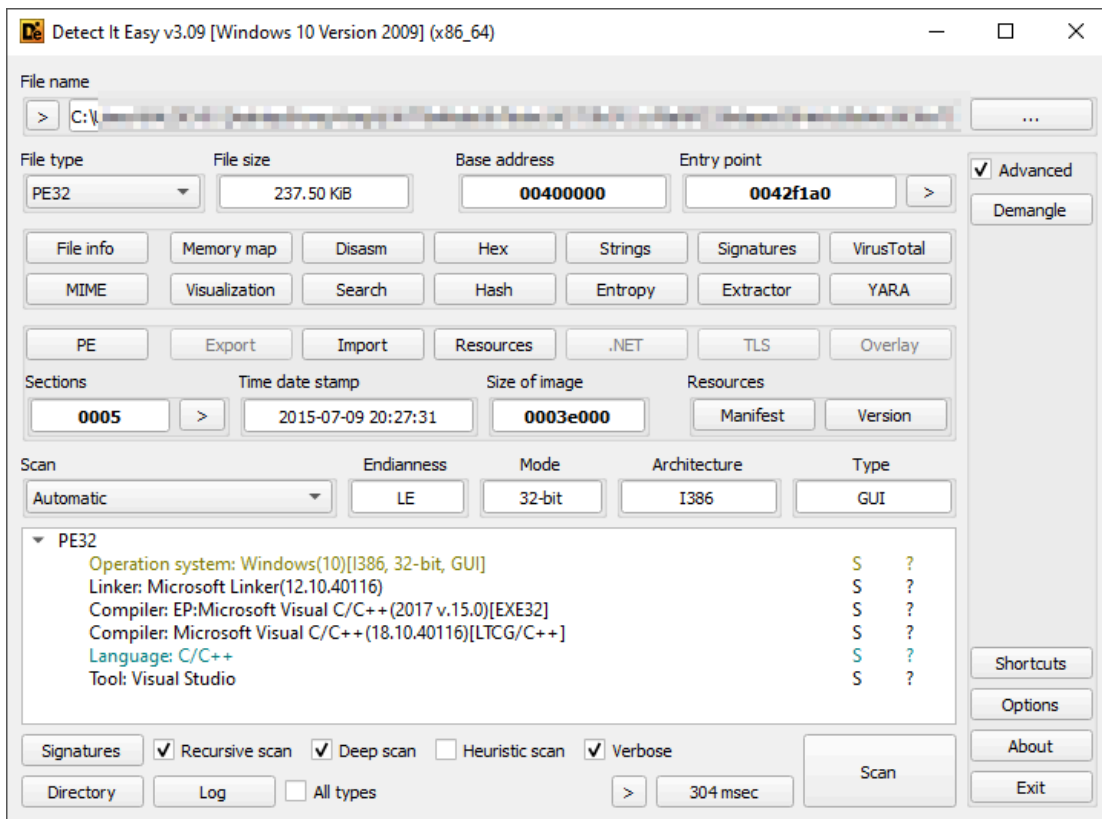 Detect It Easy v3.09 [Windows 10 Version 2009] (x86_64)
File name
> C:\ ...
File type File size Base address Entry point
PE32 237.50 KiB 00400000 0042f1a0 >
Advanced
Demangle
File info Memory map Disasm Hex Strings Signatures VirusTotal
MIME Visualization Search Hash Entropy Extractor YARA
PE Export Import Resources .NET TLS Overlay
Sections Time date stamp Size of image Resources
0005 > 2015-07-09 20:27:31 0003e000 Manifest Version
Scan Endianness Mode Architecture Type
Automatic LE 32-bit I386 GUI
PE32
Operation system: Windows(10)[I386, 32-bit, GUI] S ?
Linker: Microsoft Linker(12.10.40116) S ?
Compiler: EP:Microsoft Visual C/C++(2017 v.15.0)[EXE32] S ?
Compiler: Microsoft Visual C/C++(18.10.40116)[LTCG/C++] S ?
Language: C/C++ S ?
Tool: Visual Studio S ?
Shortcuts
Options
About
Exit
Signatures Recursive scan Deep scan Heuristic scan Verbose
Directory Log All types > 304 msec Scan